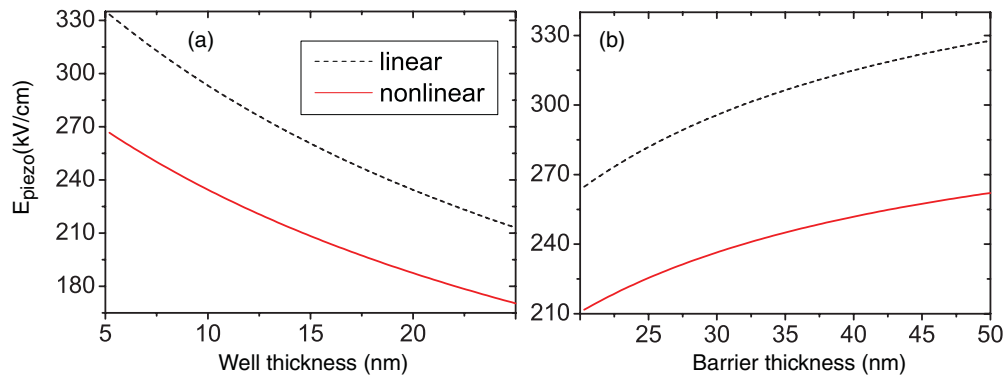 (a)
linear
nonlinear
E_piezo(kV/cm)
330
300
270
240
210
180
5 10 15 20
Well thickness (nm)
(b)
330
300
270
240
210
25 30 35 40 45 50
Barrier thickness (nm)